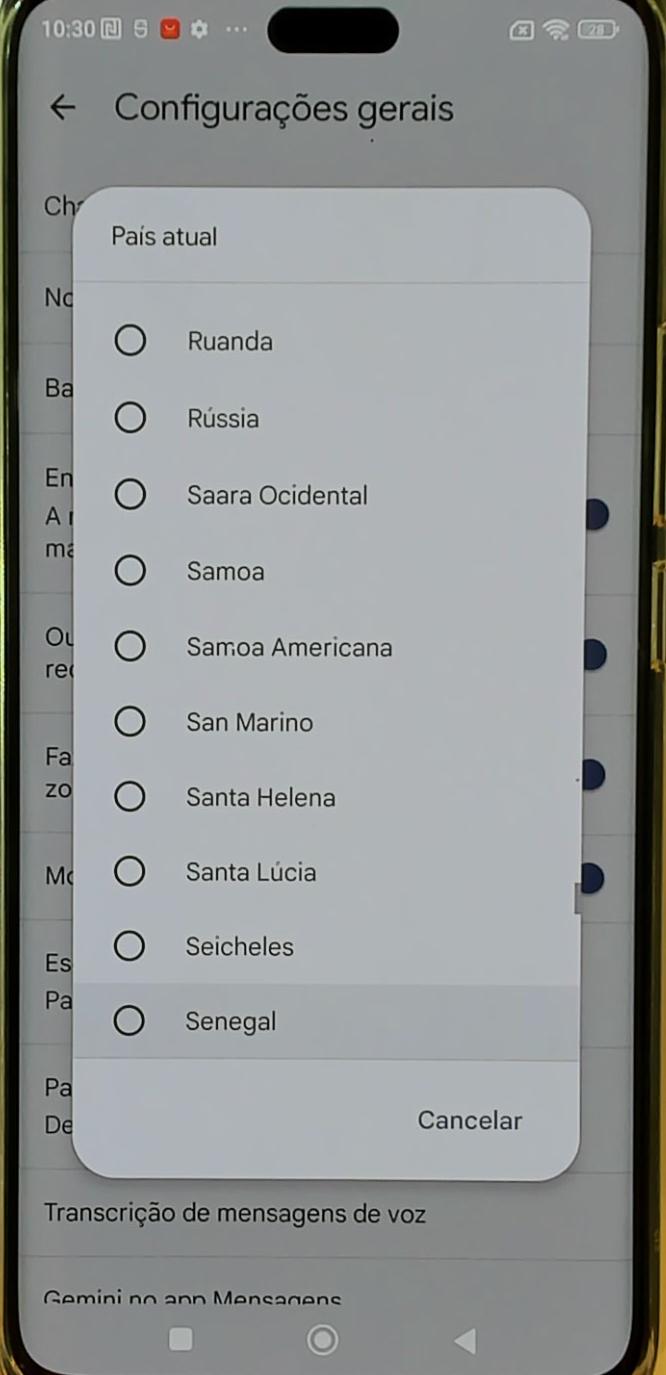 10:30
28
Configurações gerais
Cha
País atual
No
Ruanda
Ba
Rússia
En
Saara Ocidental
A r
ma
Samoa
Ou
Samoa Americana
red
San Marino
Fa
zo
Santa Helena
Mo
Santa Lúcia
Seicheles
Es
Pa
Senegal
Pa
De
Cancelar
Transcrição de mensagens de voz
Gemini no app Mensagens